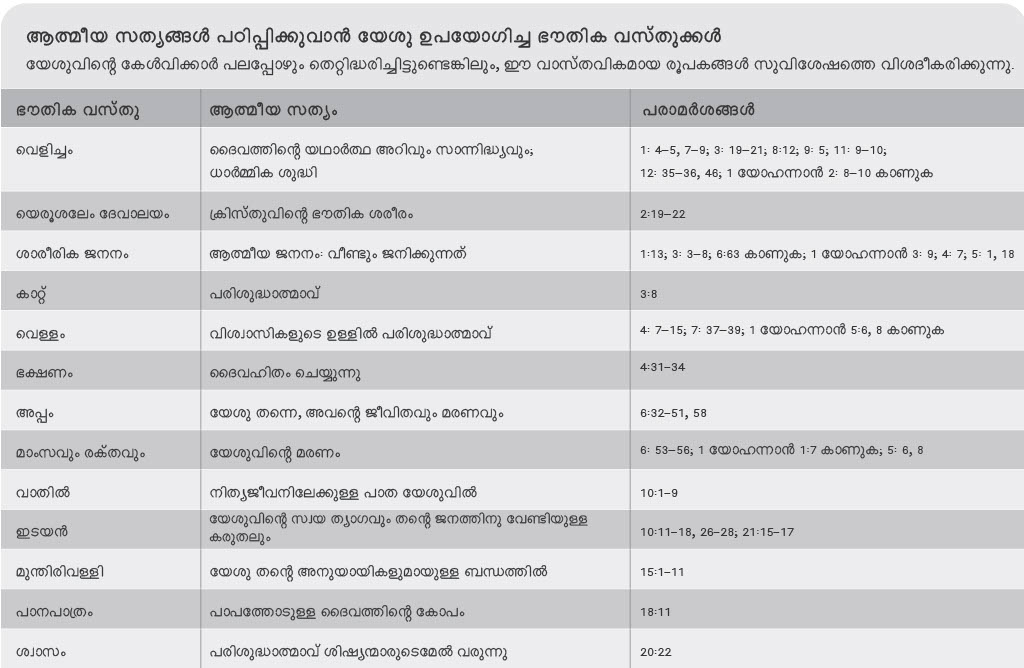 ആത്മീയ സത്യങ്ങൾ പഠിപ്പിക്കുവാൻ യേശു ഉപയോഗിച്ച ഭൗതിക വസ്തുക്കൾ
യേശുവിന്റെ കേൾവിക്കാർ പലപ്പോഴും തെറ്റിദ്ധരിച്ചിട്ടുണ്ടെങ്കിലും, ഈ വാസ്തവികമായ രൂപകങ്ങൾ സുവിശേഷത്തെ വിശദീകരിക്കുന്നു.
ഭൗതിക വസ്തു ആത്മീയ സത്യം പരാമർശങ്ങൾ
വെളിച്ചം ദൈവത്തിന്റെ യഥാർത്ഥ അറിവും സാന്നിദ്ധ്യവും; 1: 4–5, 7–9; 3: 19–21; 8:12; 9: 5; 11: 9–10;
ധാർമ്മിക ശുദ്ധി 12: 35–36, 46; 1 യോഹന്നാൻ 2: 8–10 കാണുക
യെരൂശലേം ദേവാലയം ക്രിസ്തുവിന്റെ ഭൗതിക ശരീരം 2:19–22
ശാരീരിക ജനനം ആത്മീയ ജനനം: വീണ്ടും ജനിക്കുന്നത് 1:13; 3: 3–8; 6:63 കാണുക; 1 യോഹന്നാൻ 3: 9; 4: 7; 5: 1, 18
കാറ്റ് പരിശുദ്ധാത്മാവ് 3:8
വെള്ളം വിശ്വാസികളുടെ ഉള്ളിൽ പരിശുദ്ധാത്മാവ് 4: 7–15; 7: 37–39; 1 യോഹന്നാൻ 5:6, 8 കാണുക
ഭക്ഷണം ദൈവഹിതം ചെയ്യുന്നു 4:31–34
അപ്പം യേശു തന്നെ, അവന്റെ ജീവിതവും മരണവും 6:32–51, 58
മാംസവും രക്തവും യേശുവിന്റെ മരണം 6: 53–56; 1 യോഹന്നാൻ 1:7 കാണുക; 5: 6, 8
വാതിൽ നിത്യജീവനിലേക്കുള്ള പാത യേശുവിൽ 10:1–9
ഇടയൻ യേശുവിന്റെ സ്വയ ത്യാഗവും തന്റെ ജനത്തിനു വേണ്ടിയുള്ള 10:11–18, 26–28; 21:15–17
കരുതലും
മുന്തിരിവള്ളി യേശു തന്റെ അനുയായികളുമായുള്ള ബന്ധത്തിൽ 15:1–11
പാനപാത്രം പാപത്തോടുള്ള ദൈവത്തിന്റെ കോപം 18:11
ശ്വാസം പരിശുദ്ധാത്മാവ് ശിഷ്യന്മാരുടെമേൽ വരുന്നു 20:22